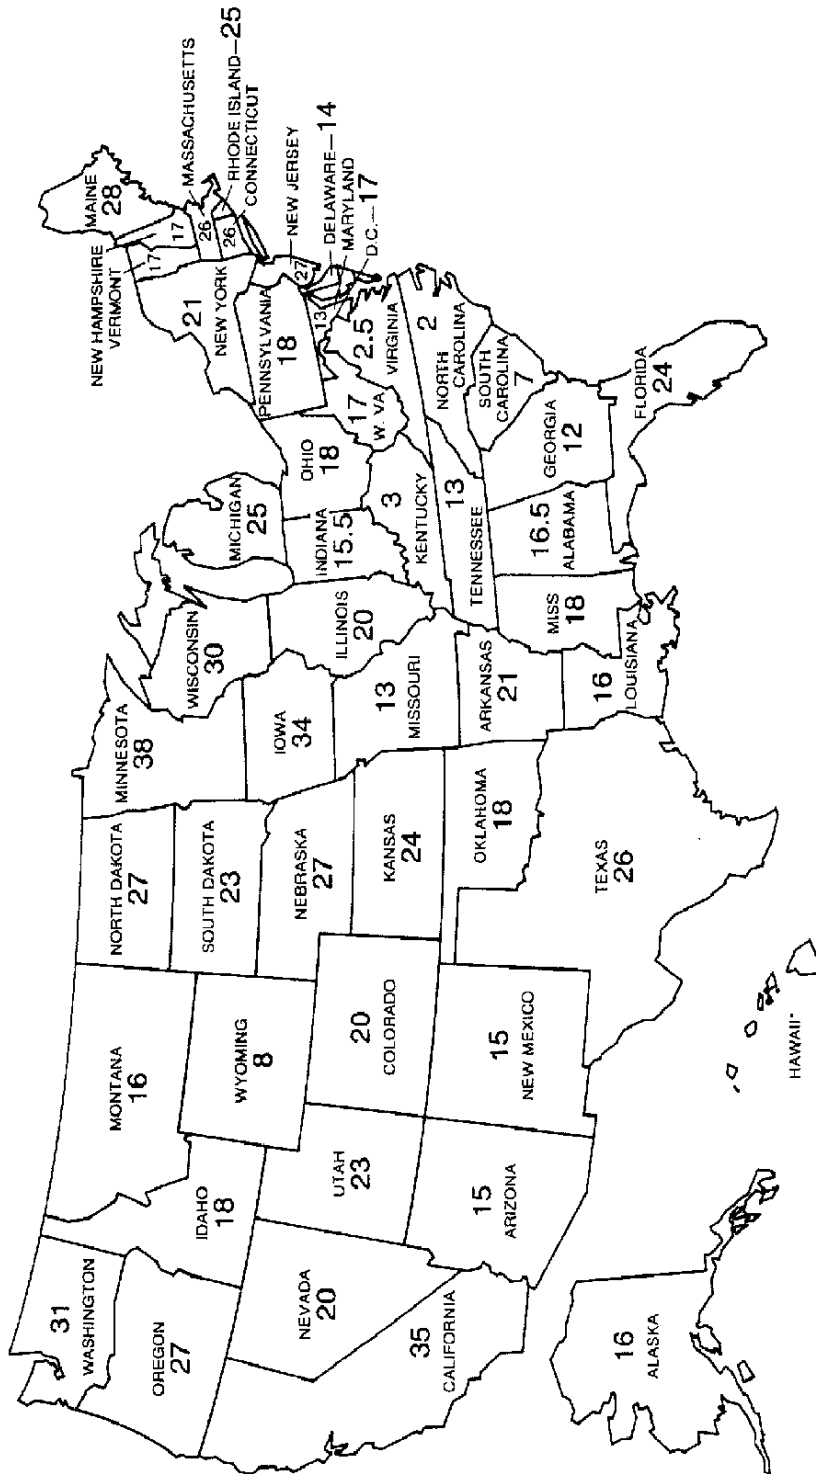 WASHINGTON
31
OREGON
27
CALIFORNIA
35
NEVADA
20
IDAHO
18
MONTANA
16
WYOMING
8
UTAH
23
ARIZONA
15
COLORADO
20
NEW MEXICO
15
NORTH DAKOTA
27
SOUTH DAKOTA
23
NEBRASKA
27
KANSAS
24
OKLAHOMA
18
TEXAS
26
MINNESOTA
38
IOWA
34
MISSOURI
13
ARKANSAS
21
LOUISIANA
16
WISCONSIN
30
ILLINOIS
20
MICHIGAN
25
INDIANA
15.5
OHIO
18
KENTUCKY
3
TENNESSEE
13
MISS
18
16.5
ALABAMA
GEORGIA
12
FLORIDA
24
SOUTH
CAROLINA
7
2
NORTH
CAROLINA
2.5
VIRGINIA
17
W. VA.
PENNSYLVANIA
18
21
NEW YORK
NEW HAMPSHIRE
VERMONT
17
17
MAINE
28
MASSACHUSETTS
26
RHODE ISLAND—25
CONNECTICUT
26
NEW JERSEY
27
DELAWARE—14
MARYLAND
13
D.C.—17
16
ALASKA
HAWAII*